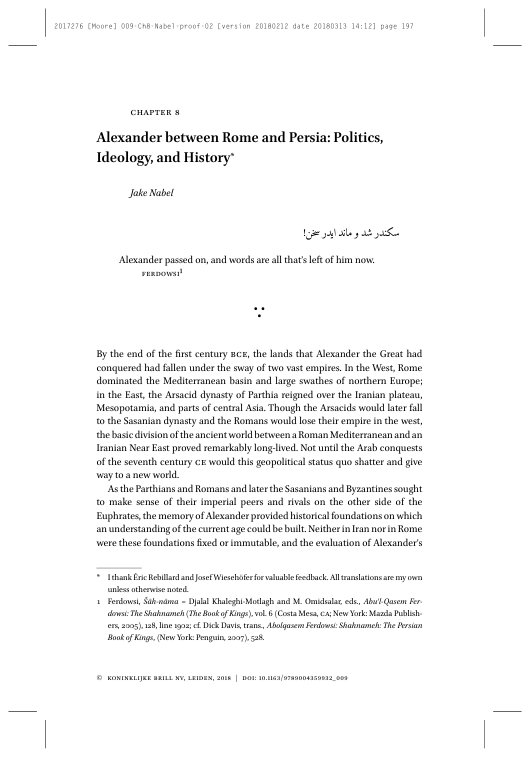 2017276 [Moore] 009-Ch8-Nabel-proof-02 [version 20180212 date 20180313 14:12] page 197
CHAPTER 8
Alexander between Rome and Persia: Politics,
Ideology, and History*
Jake Nabel
سکندر شد و ماند ایدر سخن!
Alexander passed on, and words are all that's left of him now.
FERDOWSI1
By the end of the first century BCE, the lands that Alexander the Great had
conquered had fallen under the sway of two vast empires. In the West, Rome
dominated the Mediterranean basin and large swathes of northern Europe;
in the East, the Arsacid dynasty of Parthia reigned over the Iranian plateau,
Mesopotamia, and parts of central Asia. Though the Arsacids would later fall
to the Sasanian dynasty and the Romans would lose their empire in the west,
the basic division of the ancient world between a Roman Mediterranean and an
Iranian Near East proved remarkably long-lived. Not until the Arab conquests
of the seventh century CE would this geopolitical status quo shatter and give
way to a new world.
As the Parthians and Romans and later the Sasanians and Byzantines sought
to make sense of their imperial peers and rivals on the other side of the
Euphrates, the memory of Alexander provided historical foundations on which
an understanding of the current age could be built. Neither in Iran nor in Rome
were these foundations fixed or immutable, and the evaluation of Alexander's
* I thank Éric Rebillard and Josef Wiesehöfer for valuable feedback. All translations are my own
unless otherwise noted.
1 Ferdowsi, Šāh-nāma = Djalal Khaleghi-Motlagh and M. Omidsalar, eds., Abu'l-Qasem Fer-
dowsi: The Shahnameh (The Book of Kings), vol. 6 (Costa Mesa, CA; New York: Mazda Publish-
ers, 2005), 128, line 1902; cf. Dick Davis, trans., Abolqasem Ferdowsi: Shahnameh: The Persian
Book of Kings, (New York: Penguin, 2007), 528.
© KONINKLIJKE BRILL NV, LEIDEN, 2018 | DOI: 10.1163/9789004359932_009